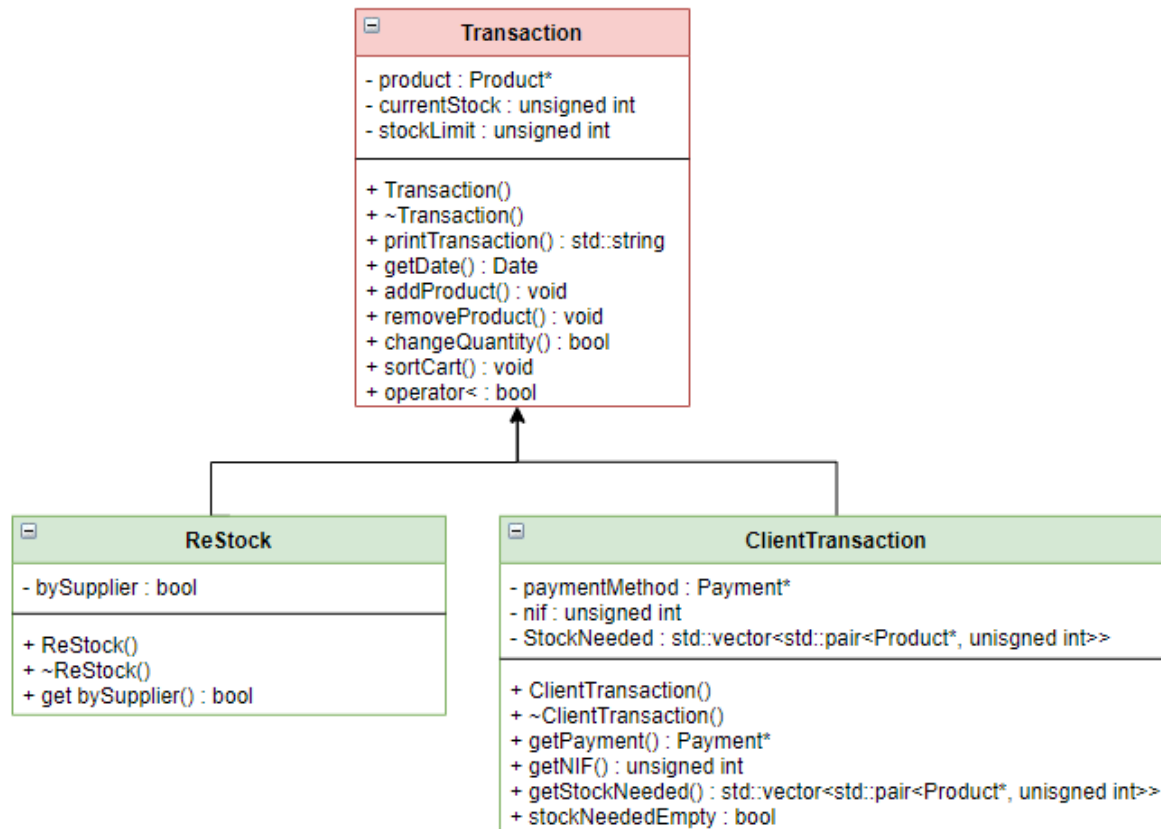 Transaction
- product : Product*
- currentStock : unsigned int
- stockLimit : unsigned int
+ Transaction()
+ ~Transaction()
+ printTransaction() : std::string
+ getDate() : Date
+ addProduct() : void
+ removeProduct() : void
+ changeQuantity() : bool
+ sortCart() : void
+ operator< : bool
ReStock
- bySupplier : bool
+ ReStock()
+ ~ReStock()
+ get bySupplier() : bool
ClientTransaction
- paymentMethod : Payment*
- nif : unsigned int
- StockNeeded : std::vector<std::pair<Product*, unisgned int>>
+ ClientTransaction()
+ ~ClientTransaction()
+ getPayment() : Payment*
+ getNIF() : unsigned int
+ getStockNeeded() : std::vector<std::pair<Product*, unisgned int>>
+ stockNeededEmpty : bool